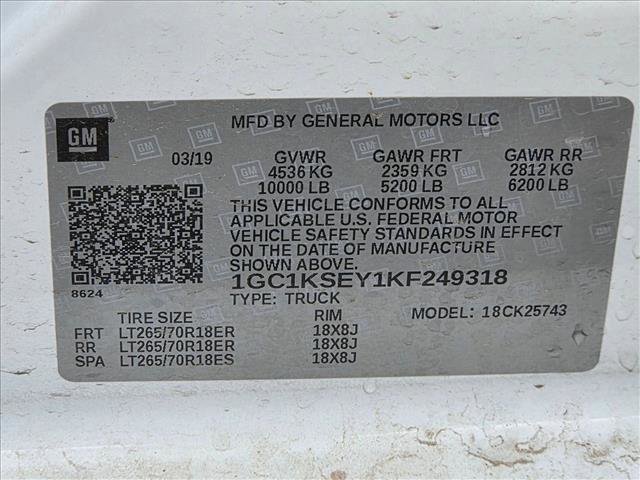 GM
MFD BY GENERAL MOTORS LLC
03/19 GVWR GAWR FRT GAWR RR
4536 KG 2359 KG 2812 KG
10000 LB 5200 LB 6200 LB
THIS VEHICLE CONFORMS TO ALL
APPLICABLE U.S. FEDERAL MOTOR
VEHICLE SAFETY STANDARDS IN EFFECT
ON THE DATE OF MANUFACTURE
SHOWN ABOVE.
8624
1GC1KSEY1KF249318
TYPE: TRUCK
TIRE SIZE RIM MODEL: 18CK25743
FRT LT265/70R18ER 18X8J
RR LT265/70R18ER 18X8J
SPA LT265/70R18ES 18X8J